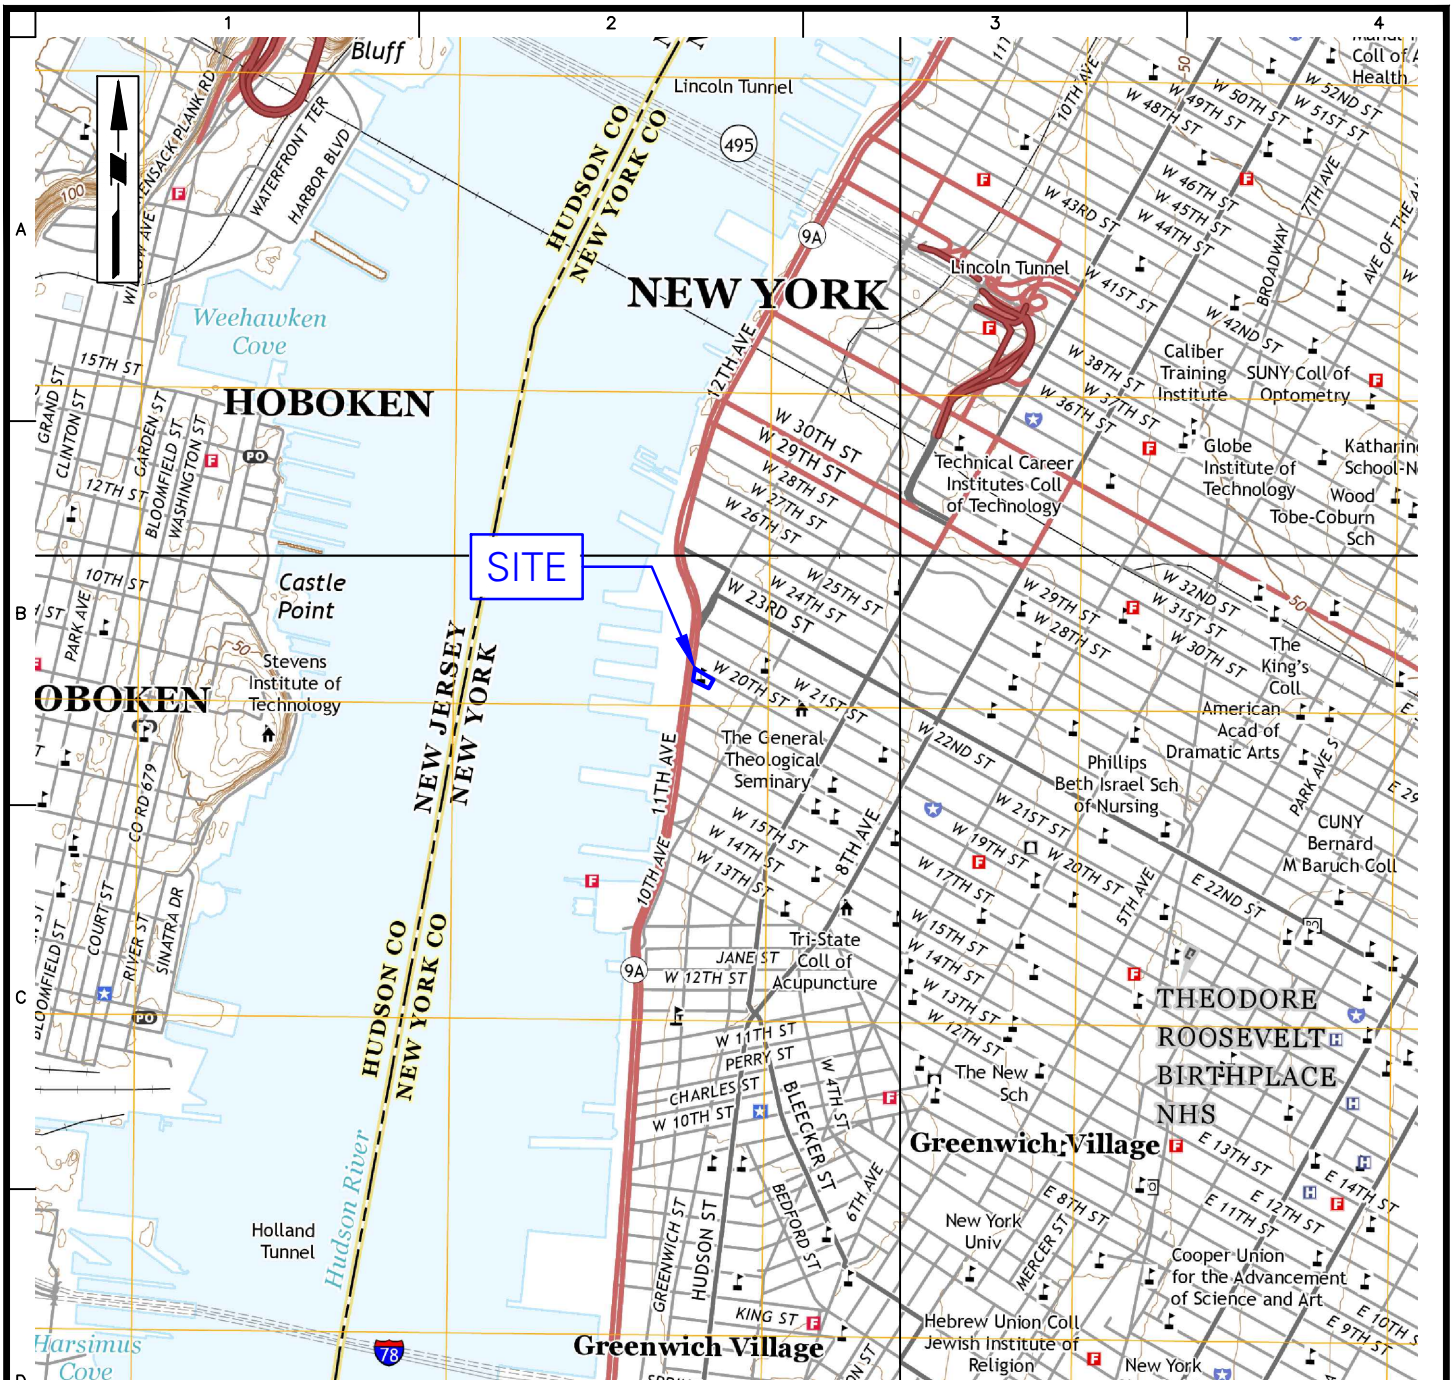 1
2
3
4
A
B
C
Bluff
Lincoln Tunnel
495
HUDSON CO
NEW YORK CO
WATERFRONT TER
HARBOR BLVD
100
F
9A
NEW YORK
Weehawken
Cove
15TH ST
HOBOKEN
GRAND ST
CLINTON ST
GARDEN ST
BLOOMFIELD ST
WASHINGTON ST
12TH ST
PO
F
10TH AVE
50
W 52ND ST
W 50TH ST
W 51ST ST
W 49TH ST
W 48TH ST
Health
7TH AVE
W 46TH ST
W 45TH ST
W 44TH ST
W 43RD ST
BROADWAY
Lincoln Tunnel
W 41ST ST
W 42ND ST
12TH AVE
W 38TH ST
W 37TH ST
W 36TH ST
Caliber
Training
Institute
SUNY Coll of
Optometry
W 30TH ST
W 29TH ST
W 28TH ST
W 27TH ST
W 26TH ST
Technical Career
Institutes Coll
of Technology
Globe
Institute of
Technology
Wood
Tobe-Coburn
Sch
SITE
10TH ST
PARK AVE
Castle
Point
50
Stevens
Institute of
Technology
OBOKEN
CO RD 679
NEW JERSEY
NEW YORK
W 25TH ST
W 24TH ST
W 23RD ST
W 20TH ST
W 21ST ST
The General
Theological
Seminary
11TH AVE
10TH AVE
W 15TH ST
W 14TH ST
W 13TH ST
8TH AVE
W 32ND ST
W 31ST ST
W 30TH ST
W 29TH ST
W 28TH ST
50
The
King's
Coll
American
Acad of
Dramatic Arts
W 22ND ST
Phillips
Beth Israel Sch
of Nursing
PARK AVE S
W 21ST ST
W 19TH ST
W 20TH ST
W 17TH ST
5TH AVE
E 22ND ST
CUNY
Bernard
M Baruch Coll
COURT ST
RIVER ST
SINATRA DR
BLOOMFIELD ST
PO
HUDSON CO
NEW YORK CO
9A
JANE ST
W 12TH ST
Tri-State
Coll of
Acupuncture
W 15TH ST
W 14TH ST
W 13TH ST
W 12TH ST
THEODORE
ROOSEVELT
BIRTHPLACE
NHS
W 11TH ST
PERRY ST
CHARLES ST
W 10TH ST
W 4TH ST
BLEECKER ST
BEDFORD ST
6TH AVE
The New
Sch
Greenwich Village
E 13TH ST
E 14TH ST
E 12TH ST
E 11TH ST
E 8TH ST
MERCER ST
New York
Univ
Cooper Union
for the Advancement
of Science and Art
E 10TH S
E 9TH ST
Hudson River
Holland
Tunnel
GREENWICH ST
HUDSON ST
KING ST
Greenwich Village
Hebrew Union Coll
Jewish Institute of
Religion
New York
Harsimus
Cove
78